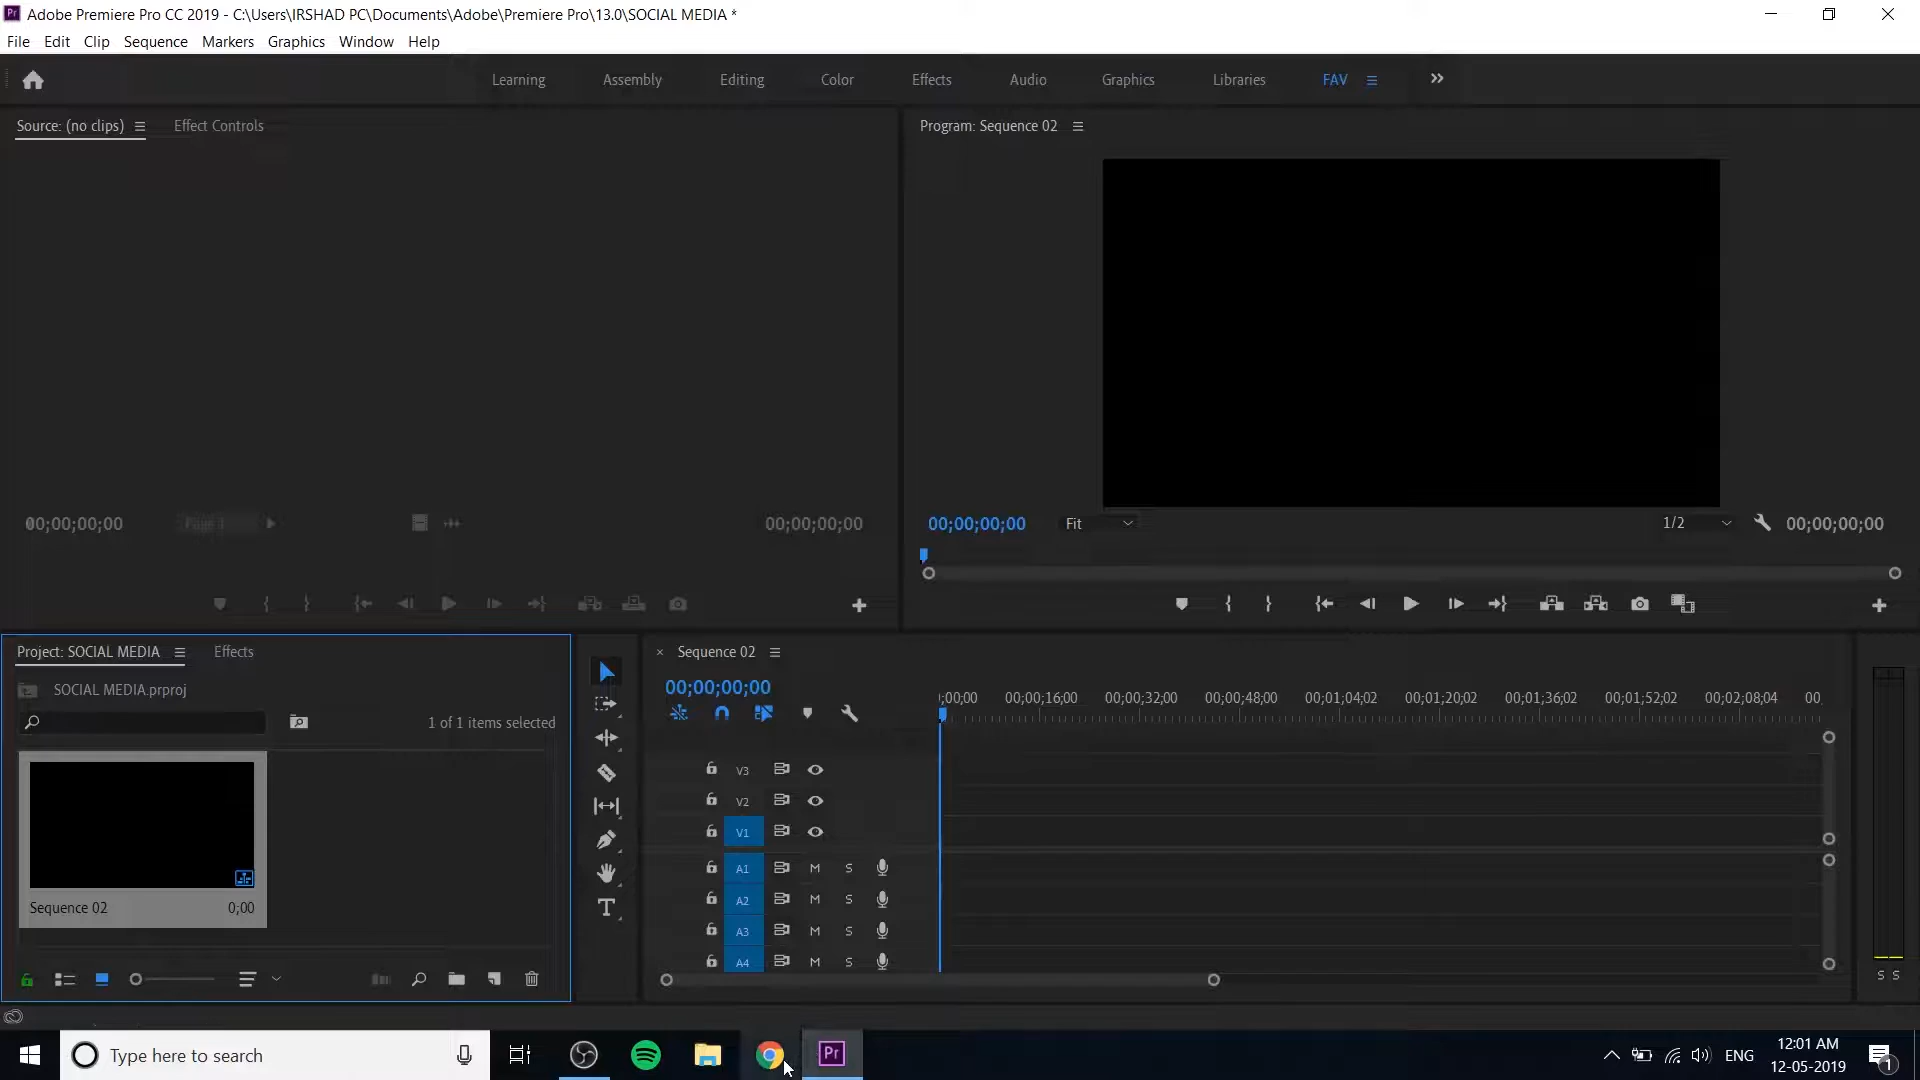 Adobe Premiere Pro CC 2019 - C:\Users\IRSHAD PC\Documents\Adobe\Premiere Pro\13.0\SOCIAL MEDIA *
File Edit Clip Sequence Markers Graphics Window Help
Learning Assembly Editing Color Effects Audio Graphics Libraries FAV
Source: (no clips) Effect Controls
Program: Sequence 02
00;00;00;00 Page 1 00;00;00;00
00;00;00;00 Fit 1/2 00;00;00;00
Project: SOCIAL MEDIA Effects
SOCIAL MEDIA.prproj
1 of 1 items selected
Sequence 02 0;00
Sequence 02
00;00;00;00
;00;00 00;00;16;00 00;00;32;00 00;00;48;00 00;01;04;02 00;01;20;02 00;01;36;02 00;01;52;02 00;02;08;04 00;
V3
V2
V1
A1 M S
A2 M S
A3 M S
A4 M S
S S
Pr
Type here to search
Pr
ENG
12:01 AM
12-05-2019
1